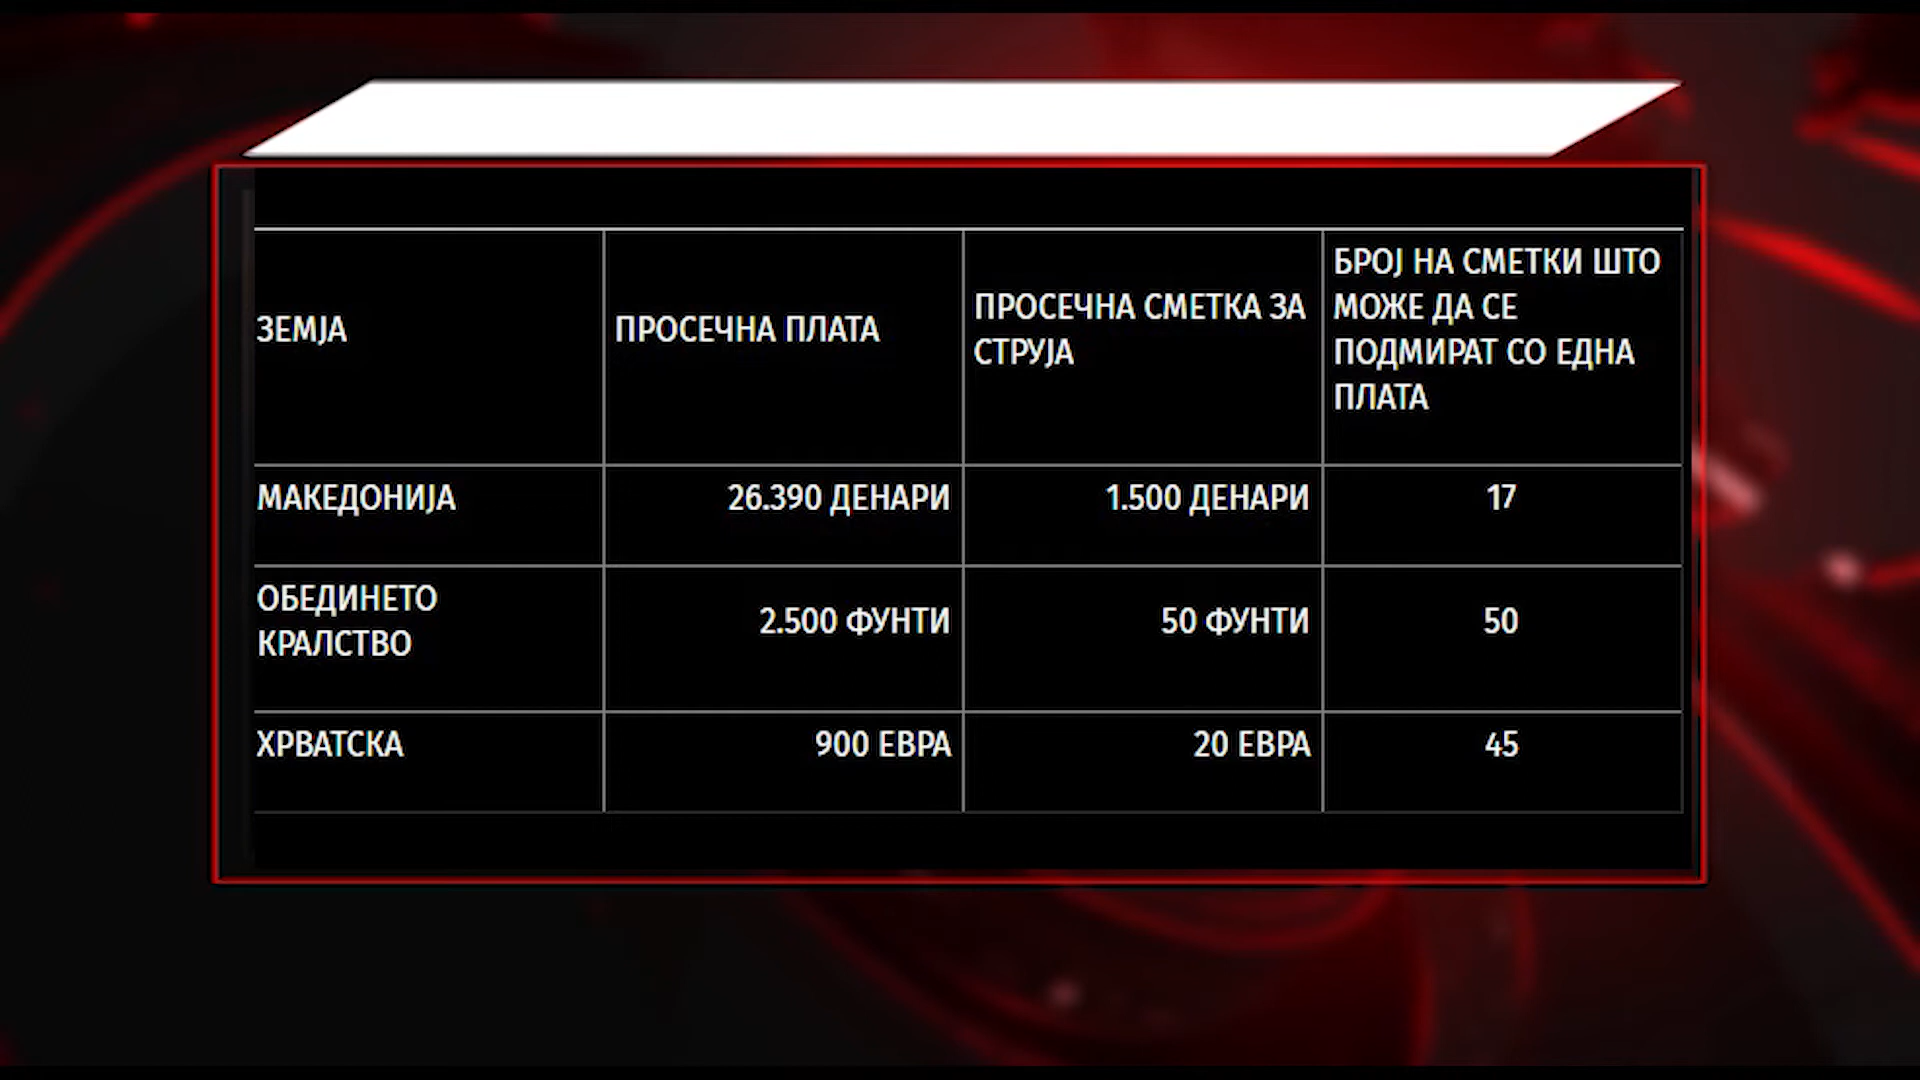 ЗЕМЈА
ПРОСЕЧНА ПЛАТА
ПРОСЕЧНА СМЕТКА ЗА
СТРУЈА
БРОЈ НА СМЕТКИ ШТО
МОЖЕ ДА СЕ
ПОДМИРАТ СО ЕДНА
ПЛАТА
МАКЕДОНИЈА
26.390 ДЕНАРИ
1.500 ДЕНАРИ
17
ОБЕДИНЕТО
КРАЛСТВО
2.500 ФУНТИ
50 ФУНТИ
50
ХРВАТСКА
900 ЕВРА
20 ЕВРА
45